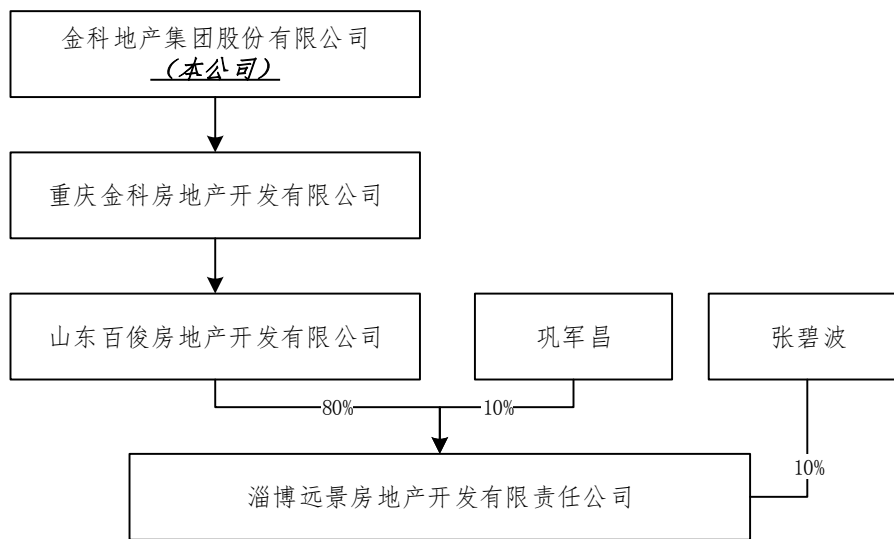 金科地产集团股份有限公司
（本公司）
重庆金科房地产开发有限公司
山东百俊房地产开发有限公司
巩军昌
张碧波
80%
10%
10%
淄博远景房地产开发有限责任公司